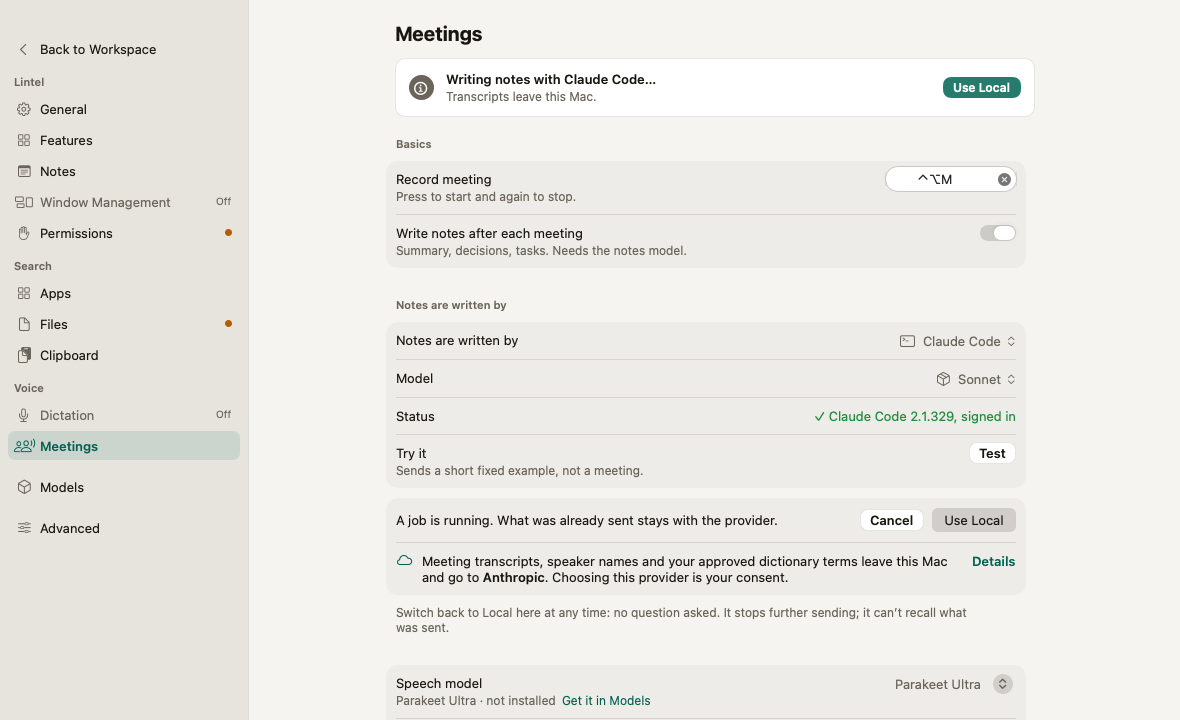 Back to Workspace
Lintel
General
Features
Notes
Window Management Off
Permissions
Search
Apps
Files
Clipboard
Voice
Dictation Off
Meetings
Models
Advanced
Meetings
Writing notes with Claude Code...
Transcripts leave this Mac.
Use Local
Basics
Record meeting
Press to start and again to stop.
^⌥M
Write notes after each meeting
Summary, decisions, tasks. Needs the notes model.
Notes are written by
Notes are written by Claude Code
Model Sonnet
Status ✓ Claude Code 2.1.329, signed in
Try it
Sends a short fixed example, not a meeting.
Test
A job is running. What was already sent stays with the provider. Cancel Use Local
Meeting transcripts, speaker names and your approved dictionary terms leave this Mac
and go to Anthropic. Choosing this provider is your consent.
Details
Switch back to Local here at any time: no question asked. It stops further sending; it can’t recall what
was sent.
Speech model
Parakeet Ultra · not installed Get it in Models
Parakeet Ultra